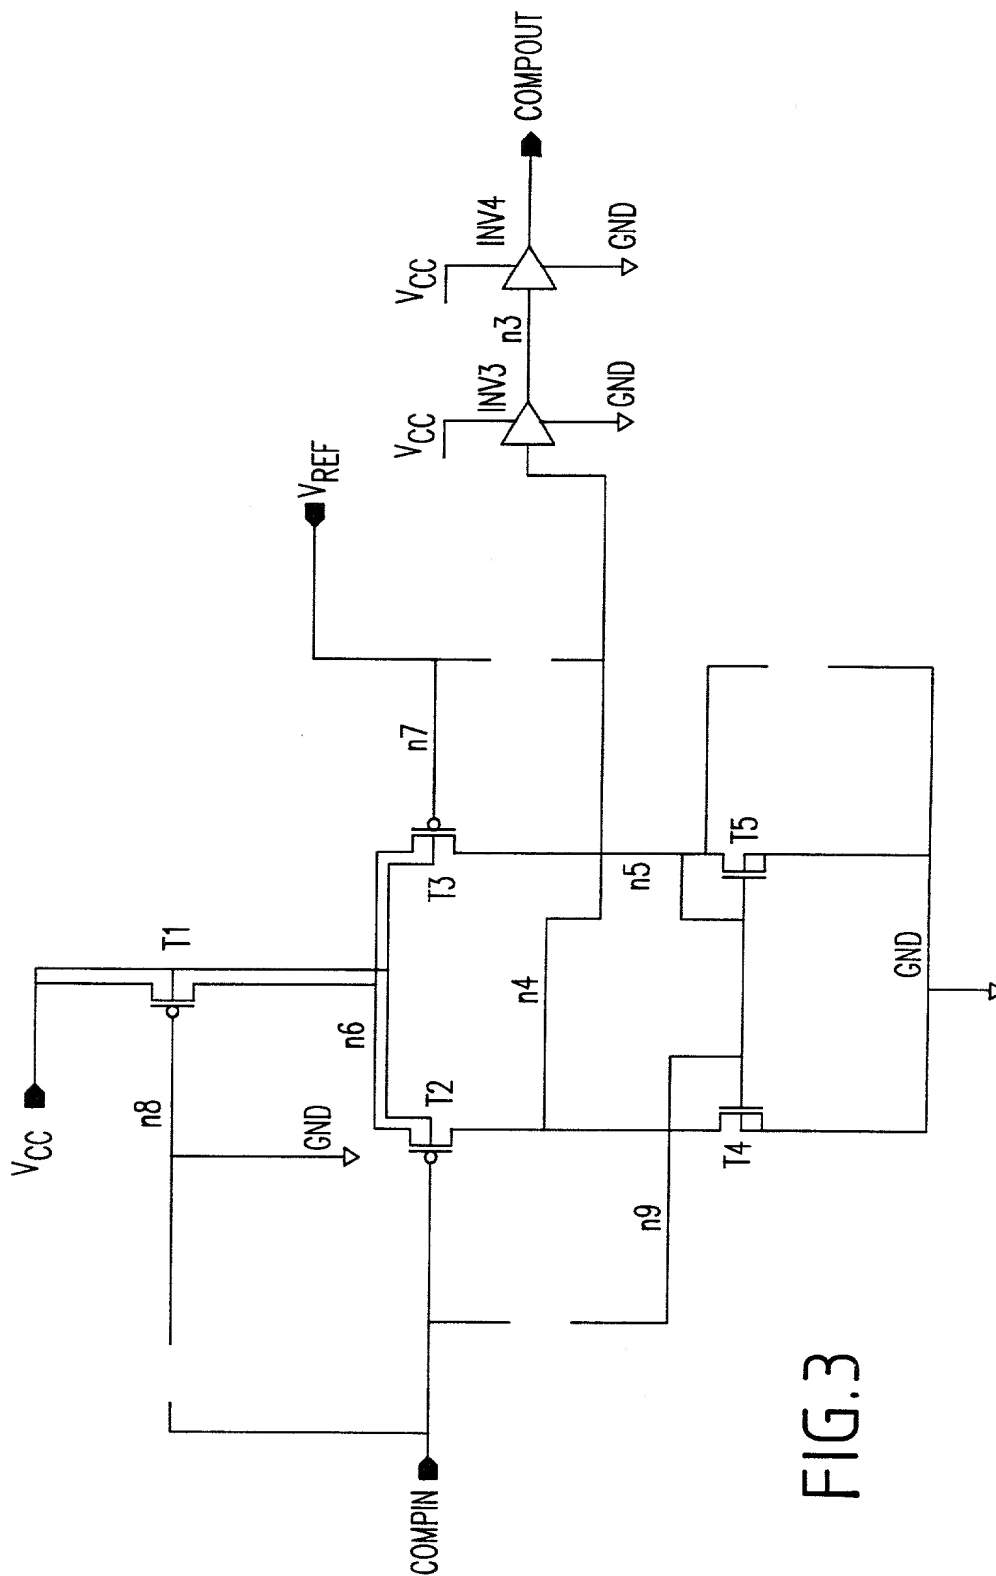 VCC
T1
n8
GND
n6
VREF
COMPIN
T2
T3
n7
VCC
INV3
VCC
INV4
n3
COMPOUT
GND
GND
n4
n5
n9
T4
T5
GND
FIG.3